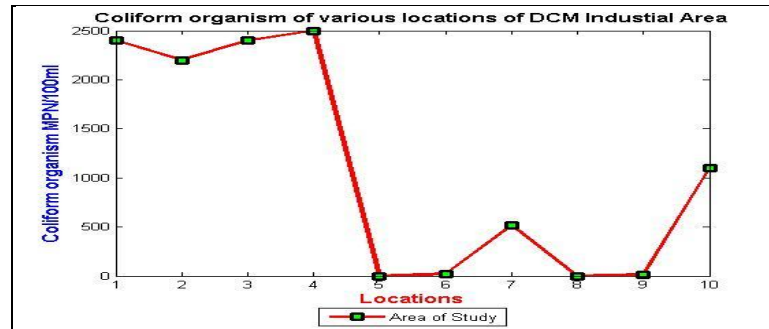 Coliform organism of various locations of DCM Industial Area
Coliform organism MPN/100ml
2500
2000
1500
1000
500
0
1 2 3 4 5 6 7 8 9 10
Locations
Area of Study